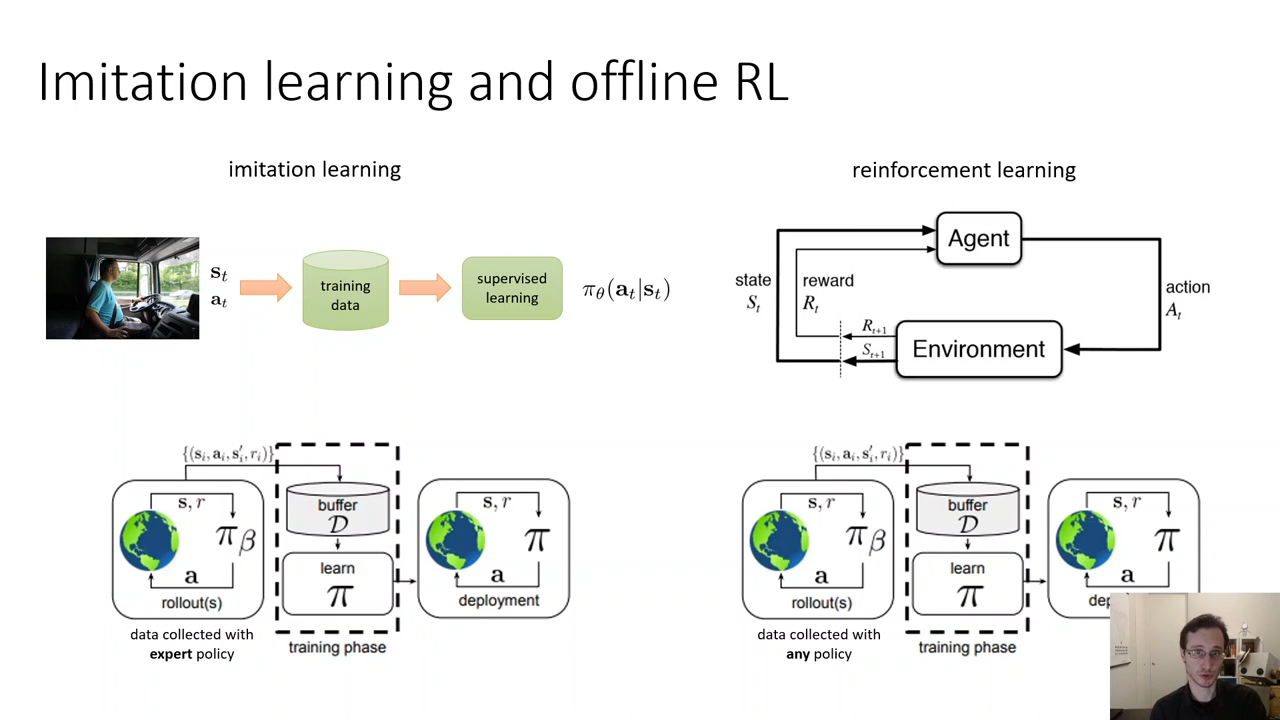 Imitation learning and offline RL
imitation learning
s_t
a_t
training
data
supervised
learning
π_θ(a_t|s_t)
reinforcement learning
Agent
state
S_t
reward
R_t
action
A_t
R_{t+1}
S_{t+1}
Environment
{(s_i, a_i, s'_i, r_i)}
s, r
π_β
a
rollout(s)
data collected with
expert policy
buffer
D
learn
π
training phase
s, r
π
a
deployment
{(s_i, a_i, s'_i, r_i)}
s, r
π_β
a
rollout(s)
data collected with
any policy
buffer
D
learn
π
training phase
s, r
π
a